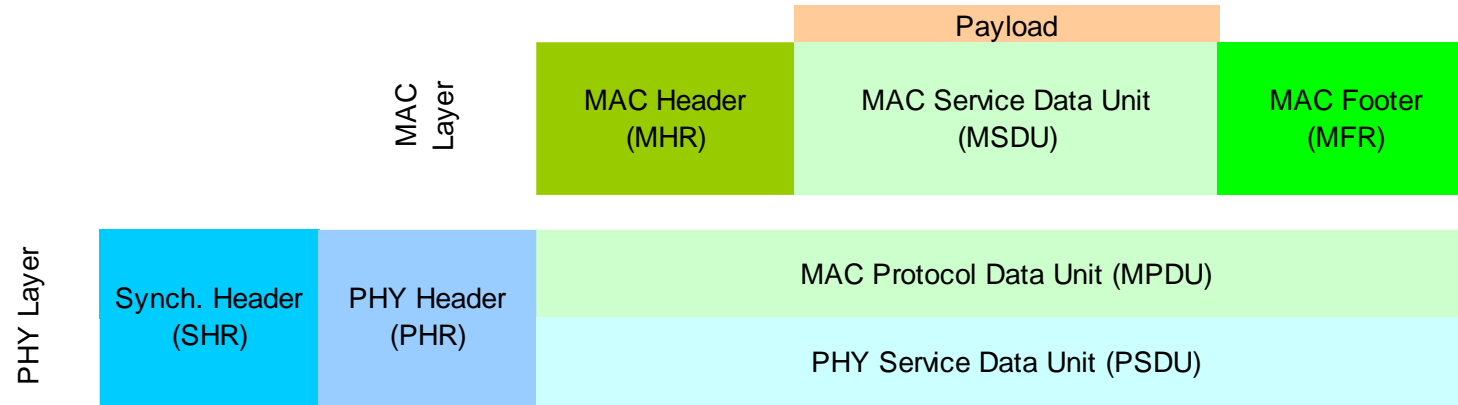 Payload
MAC
Layer
MAC Header
(MHR)
MAC Service Data Unit
(MSDU)
MAC Footer
(MFR)
PHY Layer
Synch. Header
(SHR)
PHY Header
(PHR)
MAC Protocol Data Unit (MPDU)
PHY Service Data Unit (PSDU)